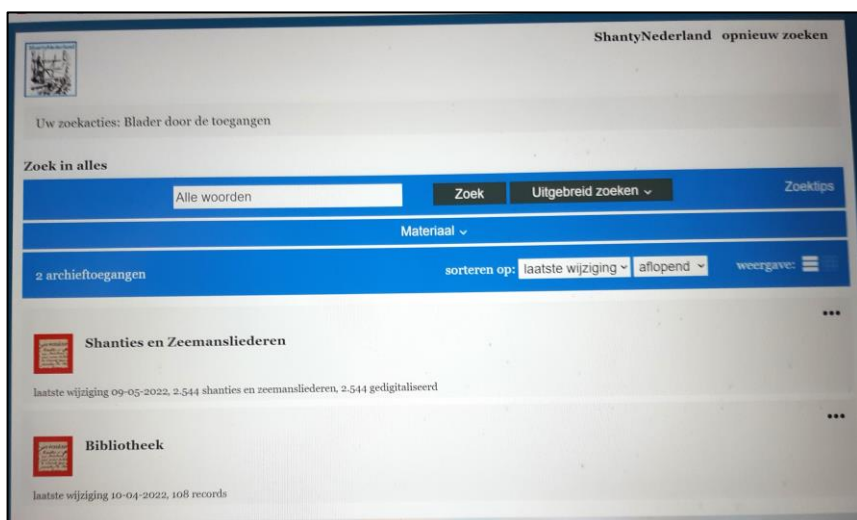 ShantyNederland opnieuw zoeken
Uw zoekacties: Blader door de toegangen
Zoek in alles
Alle woorden Zoek Uitgebreid zoeken Zoektips
Materiaal
2 archieftoegangen sorteren op: laatste wijziging aflopend weergave:
Shanties en Zeemansliederen
laatste wijziging 09-05-2022, 2.544 shanties en zeemansliederen, 2.544 gedigitaliseerd
Bibliotheek
laatste wijziging 10-04-2022, 108 records